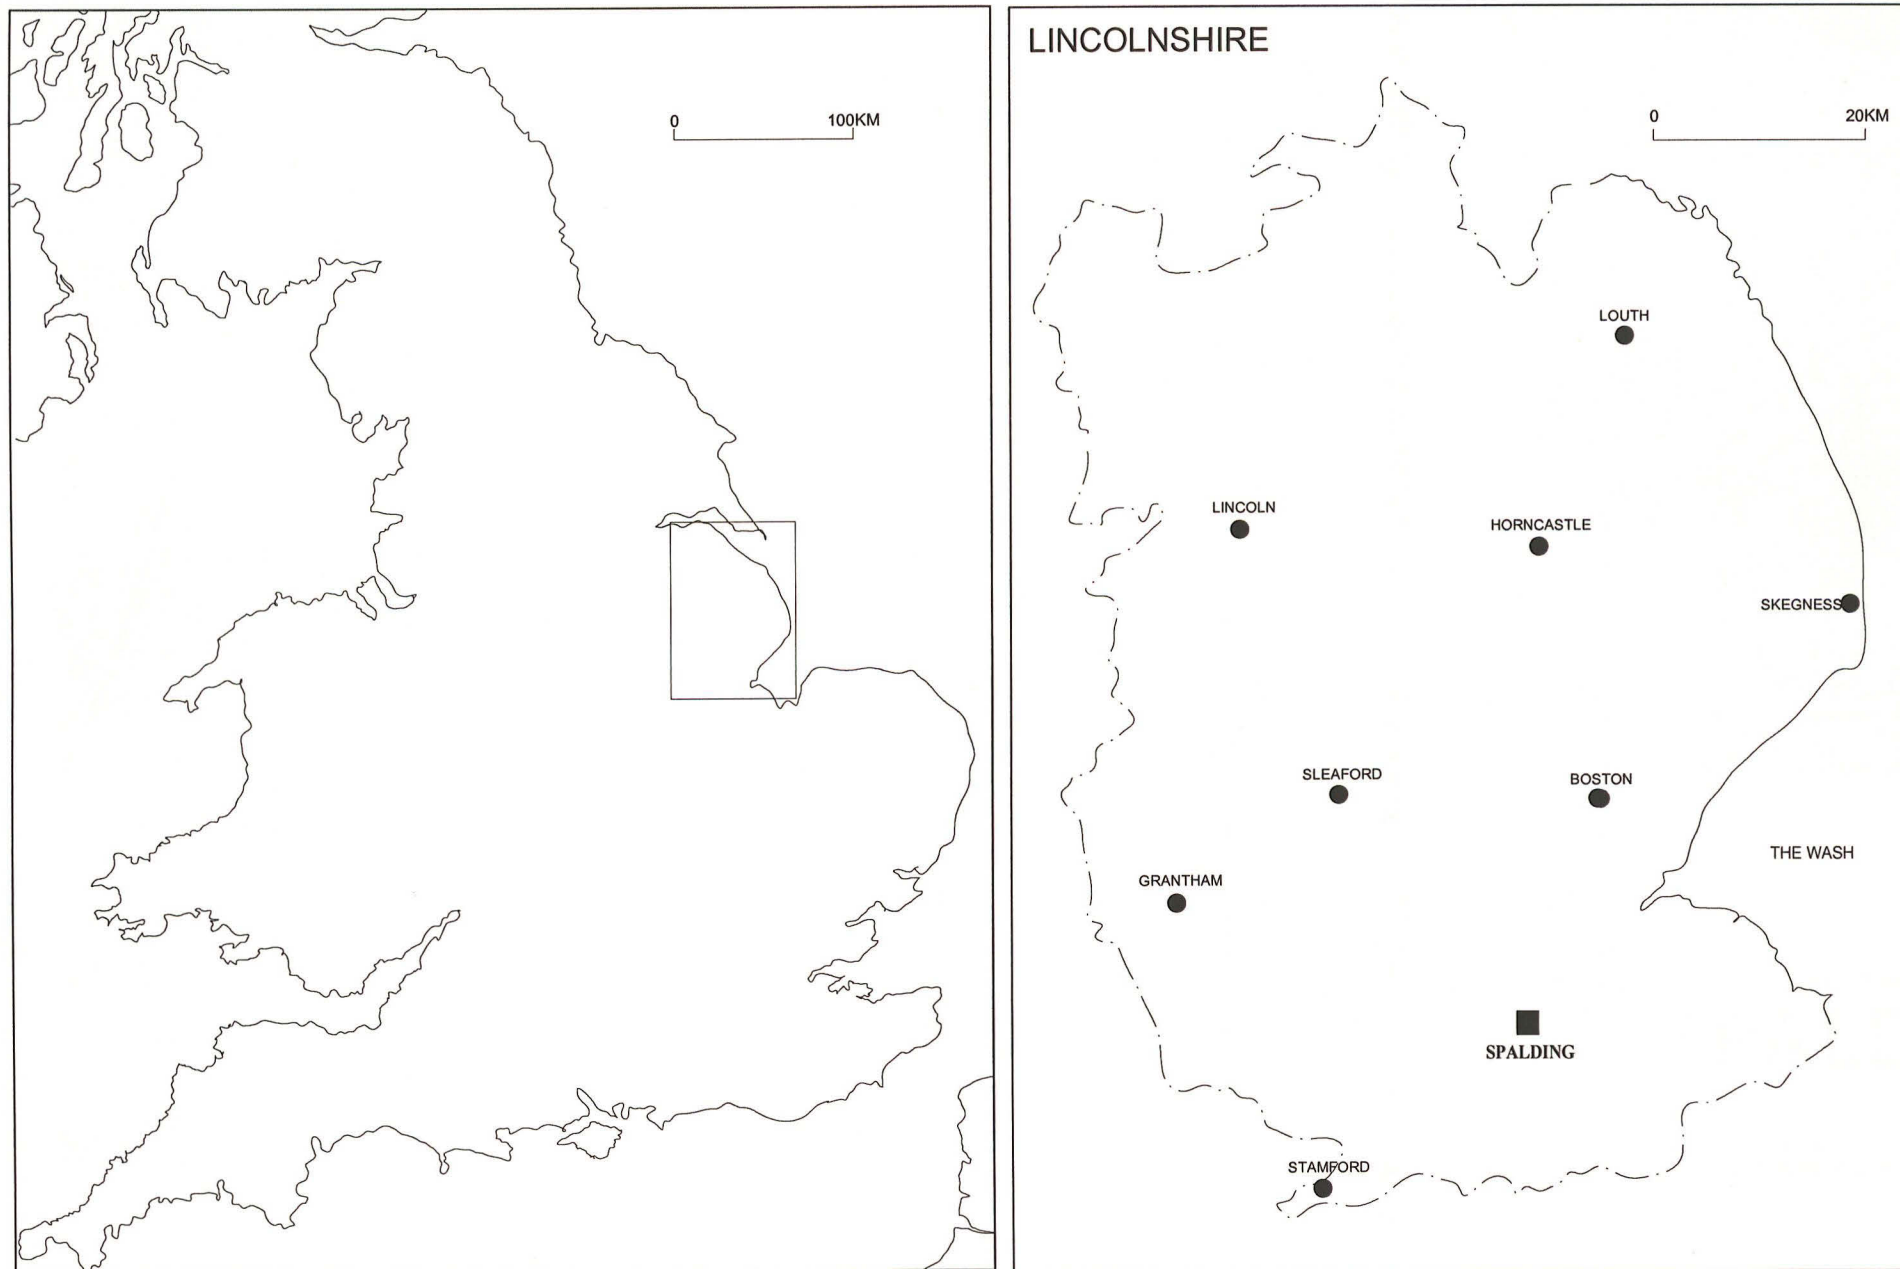 0 100KM
LINCOLNSHIRE
0 20KM
LOUTH
LINCOLN
HORNCASTLE
SKEGNESS
SLEAFORD
BOSTON
THE WASH
GRANTHAM
SPALDING
STAMFORD